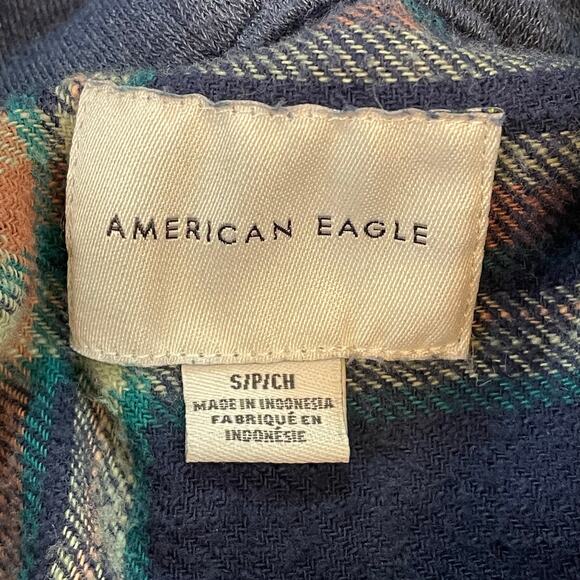 AMERICAN EAGLE
S/P/CH
MADE IN INDONESIA
FABRIQUÉ EN
INDONÉSIE